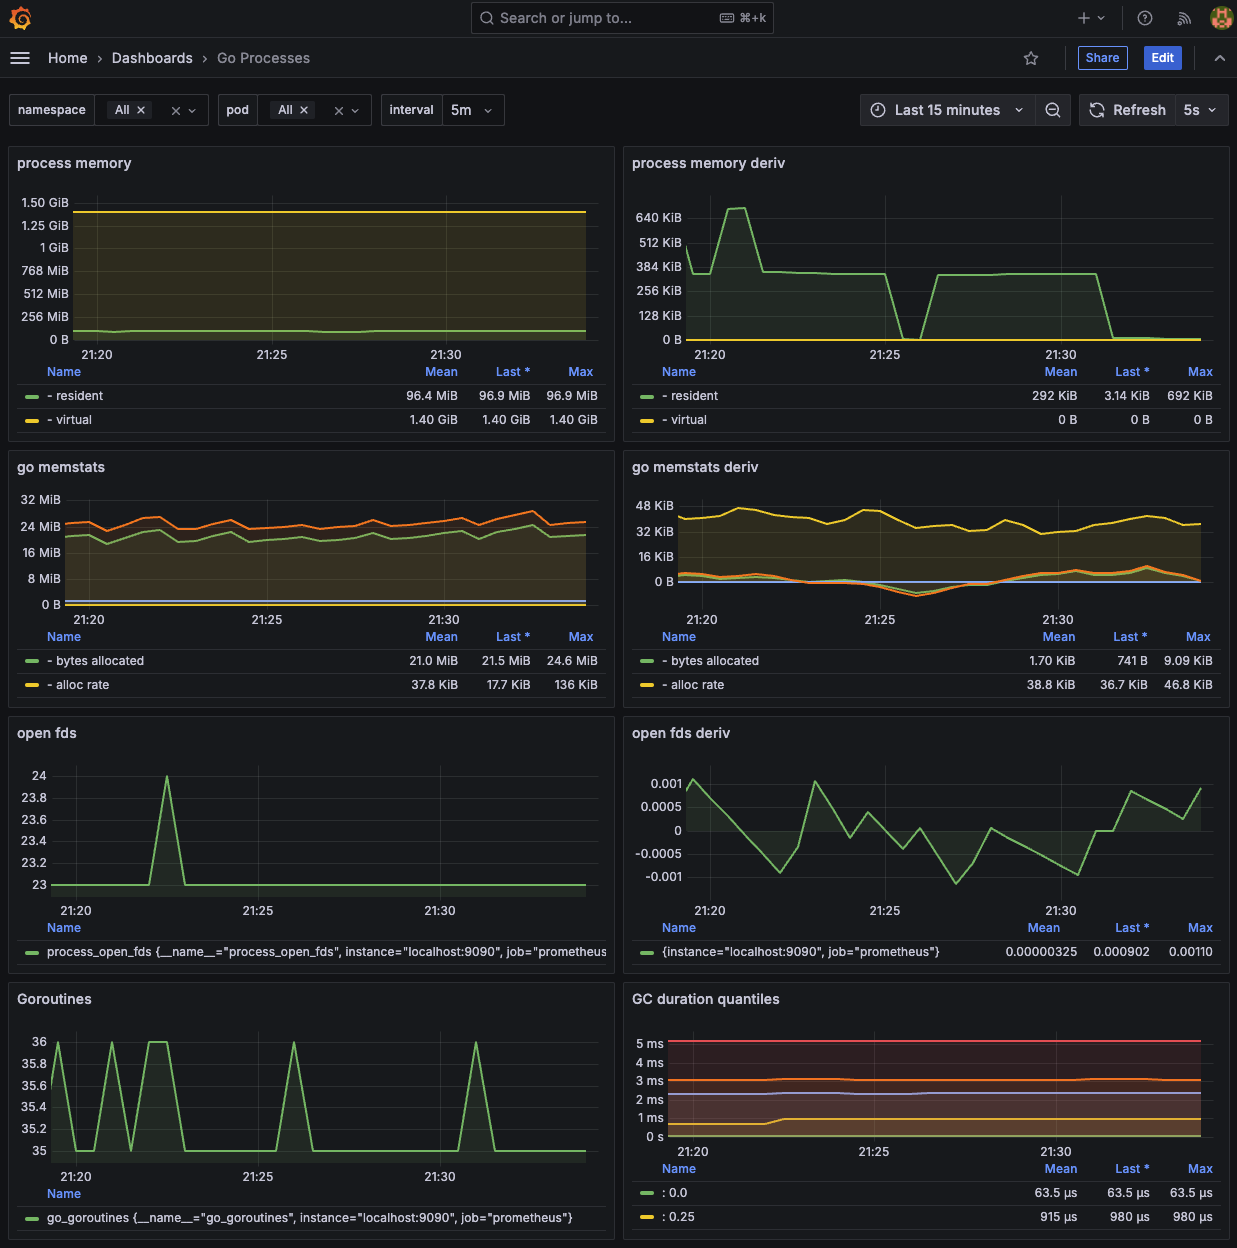 Search or jump to... ⌘+k
Home › Dashboards › Go Processes Share Edit
namespace All × × pod All × × interval 5m Last 15 minutes Refresh 5s
process memory
1.50 GiB
1.25 GiB
1 GiB
768 MiB
512 MiB
256 MiB
0 B
21:20 21:25 21:30
Name Mean Last * Max
- resident 96.4 MiB 96.9 MiB 96.9 MiB
- virtual 1.40 GiB 1.40 GiB 1.40 GiB
process memory deriv
640 KiB
512 KiB
384 KiB
256 KiB
128 KiB
0 B
21:20 21:25 21:30
Name Mean Last * Max
- resident 292 KiB 3.14 KiB 692 KiB
- virtual 0 B 0 B 0 B
go memstats
32 MiB
24 MiB
16 MiB
8 MiB
0 B
21:20 21:25 21:30
Name Mean Last * Max
- bytes allocated 21.0 MiB 21.5 MiB 24.6 MiB
- alloc rate 37.8 KiB 17.7 KiB 136 KiB
go memstats deriv
48 KiB
32 KiB
16 KiB
0 B
21:20 21:25 21:30
Name Mean Last * Max
- bytes allocated 1.70 KiB 741 B 9.09 KiB
- alloc rate 38.8 KiB 36.7 KiB 46.8 KiB
open fds
24
23.8
23.6
23.4
23.2
23
21:20 21:25 21:30
Name
process_open_fds {__name__="process_open_fds", instance="localhost:9090", job="prometheus
open fds deriv
0.001
0.0005
0
-0.0005
-0.001
21:20 21:25 21:30
Name Mean Last * Max
{instance="localhost:9090", job="prometheus"} 0.00000325 0.000902 0.00110
Goroutines
36
35.8
35.6
35.4
35.2
35
21:20 21:25 21:30
Name
go_goroutines {__name__="go_goroutines", instance="localhost:9090", job="prometheus"}
GC duration quantiles
5 ms
4 ms
3 ms
2 ms
1 ms
0 s
21:20 21:25 21:30
Name Mean Last * Max
: 0.0 63.5 µs 63.5 µs 63.5 µs
: 0.25 915 µs 980 µs 980 µs